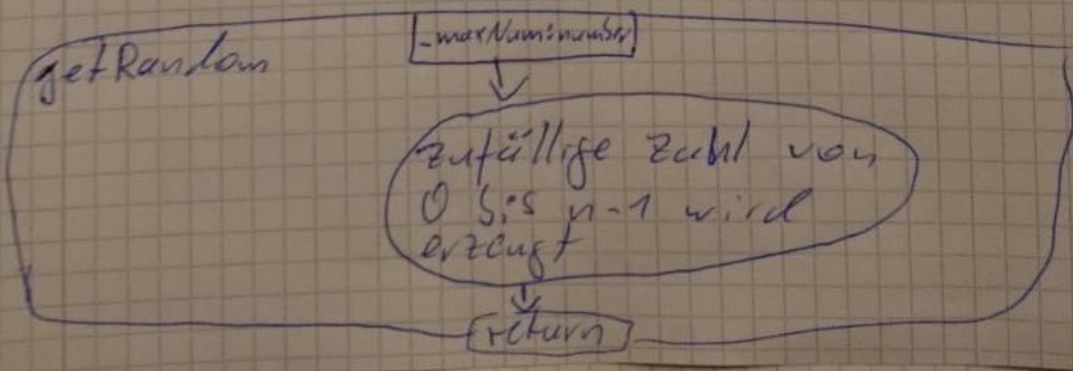 _maxNum:number
getRandom
zufällige Zahl von
0 bis n-1 wird
erzeugt
return